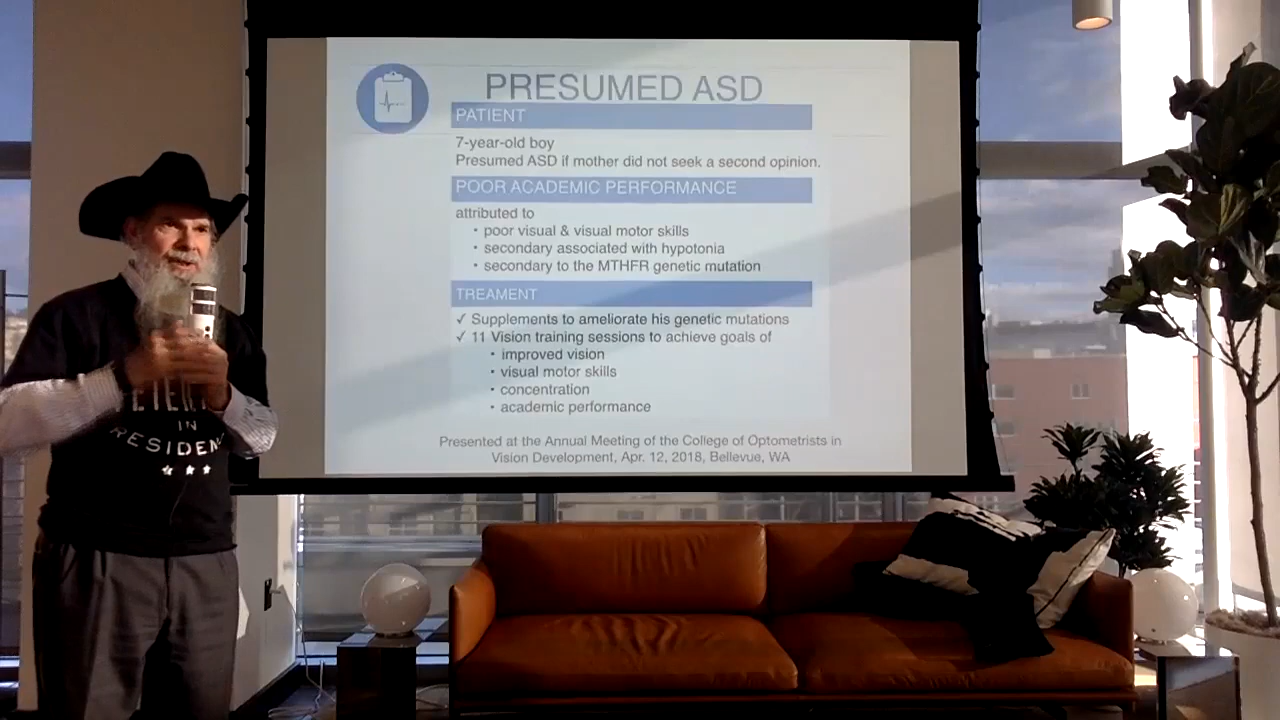 PRESUMED ASD
PATIENT
7-year-old boy
Presumed ASD if mother did not seek a second opinion.
POOR ACADEMIC PERFORMANCE
attributed to
• poor visual & visual motor skills
• secondary associated with hypotonia
• secondary to the MTHFR genetic mutation
TREAMENT
✓ Supplements to ameliorate his genetic mutations
✓ 11 Vision training sessions to achieve goals of
• improved vision
• visual motor skills
• concentration
• academic performance
Presented at the Annual Meeting of the College of Optometrists in
Vision Development, Apr. 12, 2018, Bellevue, WA
IN
RESIDEN